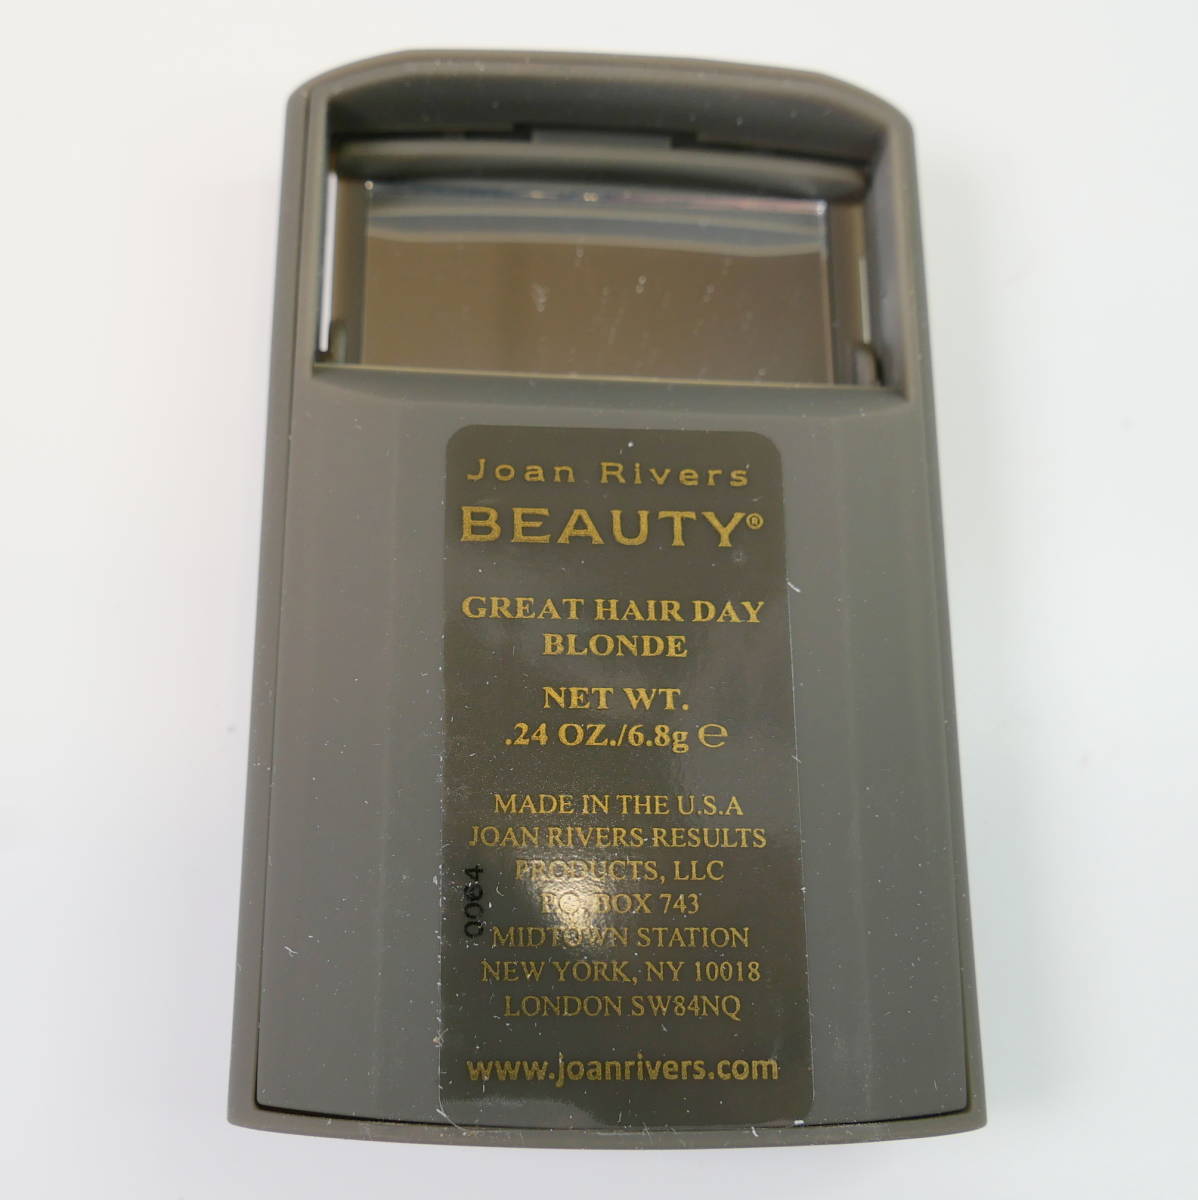 Joan Rivers
BEAUTY®
GREAT HAIR DAY
BLONDE
NET WT.
.24 OZ./6.8g ℮
MADE IN THE U.S.A
JOAN RIVERS RESULTS
PRODUCTS, LLC
PO BOX 743
MIDTOWN STATION
NEW YORK, NY 10018
LONDON SW84NQ
www.joanrivers.com
0064